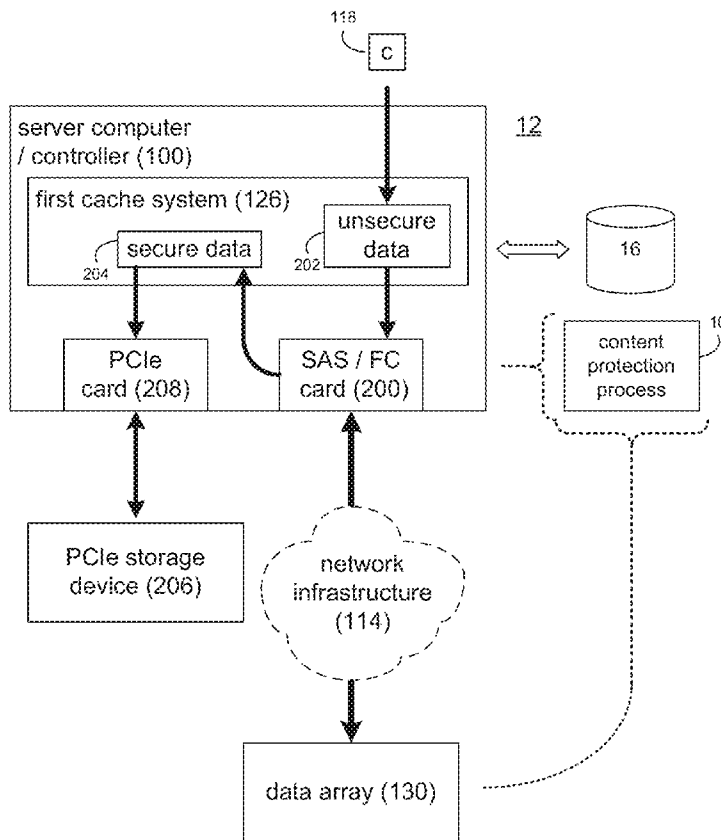 118
C
server computer
/ controller (100)
12
first cache system (126)
unsecure
data
202
secure data
204
16
PCIe
card (208)
SAS / FC
card (200)
10
content
protection
process
PCIe storage
device (206)
network
infrastructure
(114)
data array (130)